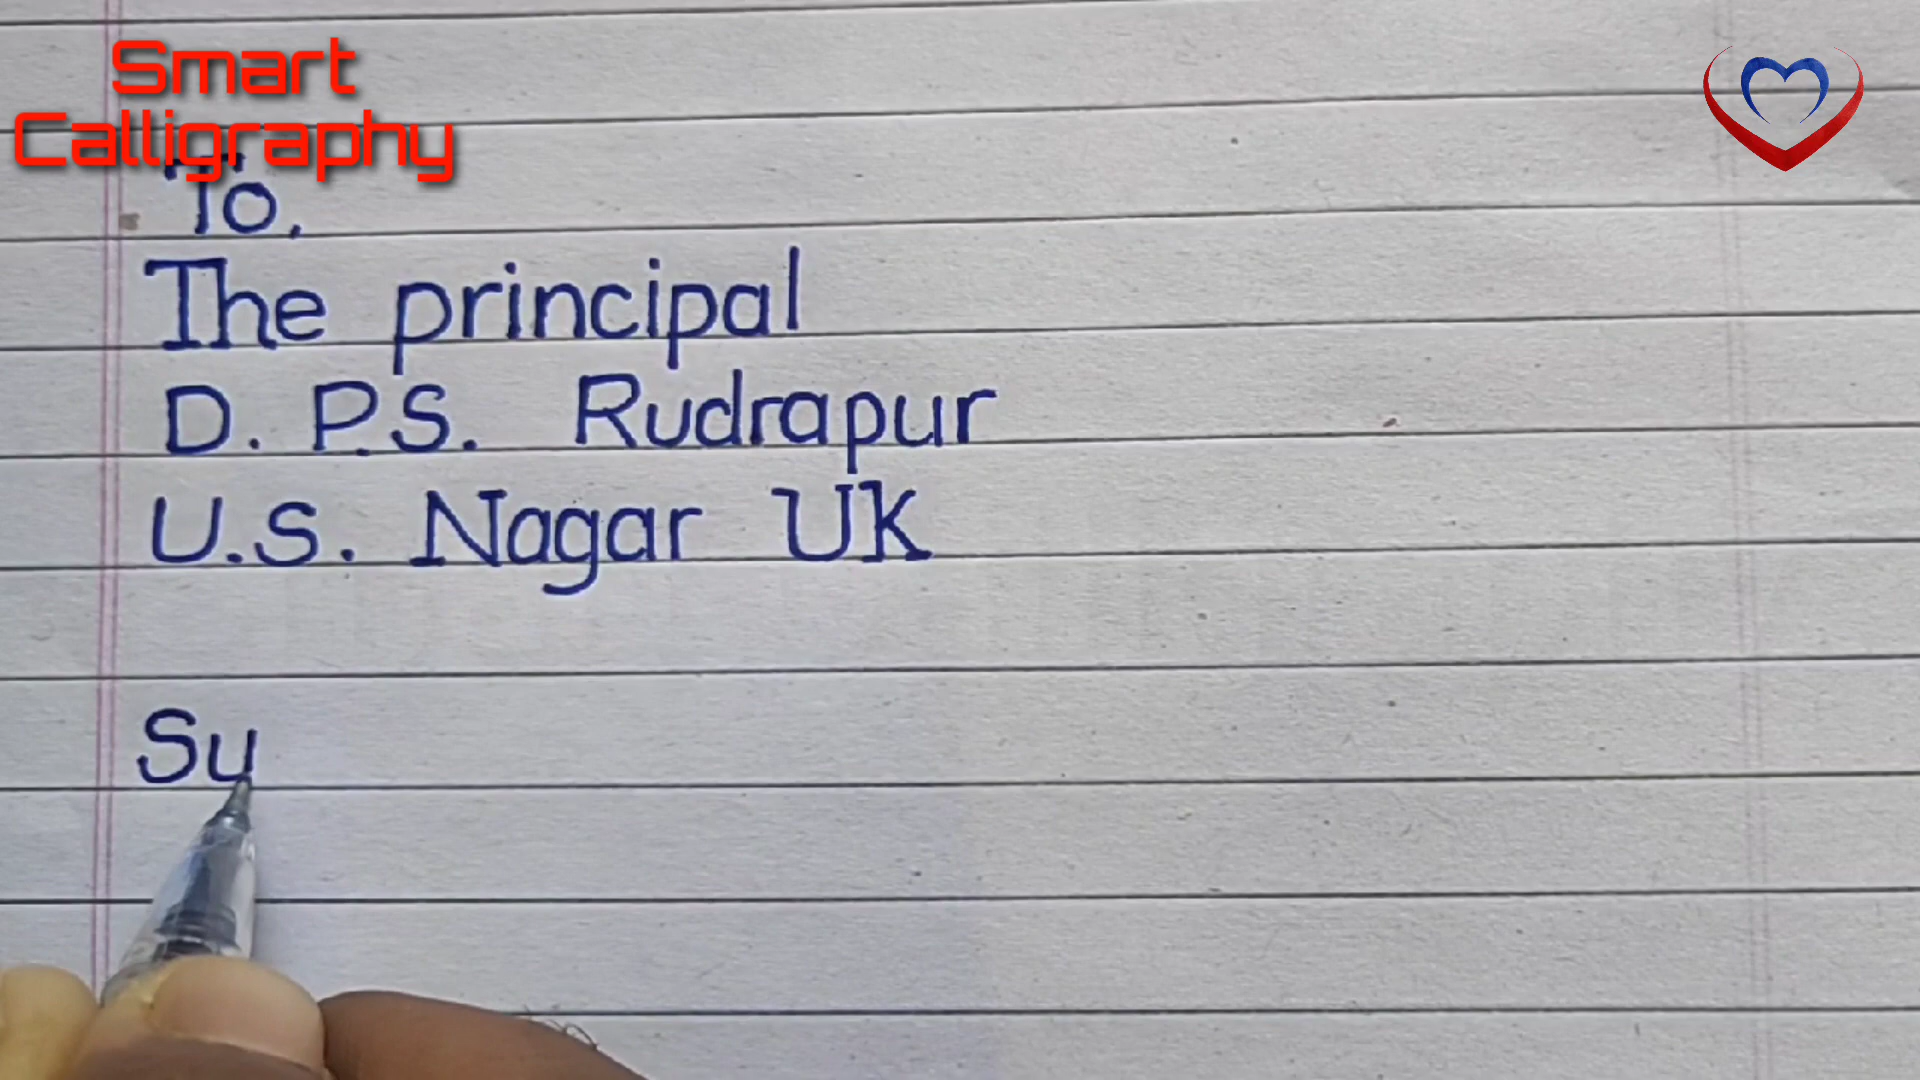 Smart
Calligraphy
To,
The principal
D. P.S. Rudrapur
U.S. Nagar UK
Su